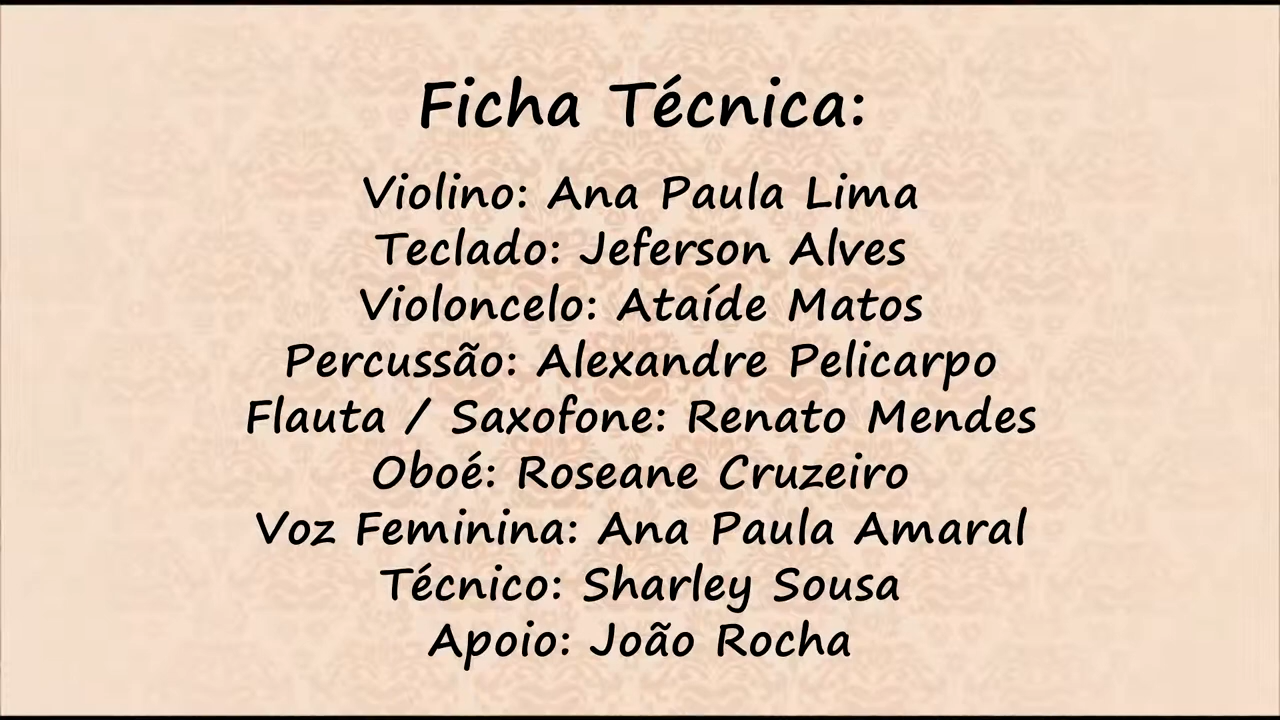 Ficha Técnica:
Violino: Ana Paula Lima
Teclado: Jeferson Alves
Violoncelo: Ataíde Matos
Percussão: Alexandre Pelicarpo
Flauta / Saxofone: Renato Mendes
Oboé: Roseane Cruzeiro
Voz Feminina: Ana Paula Amaral
Técnico: Sharley Sousa
Apoio: João Rocha